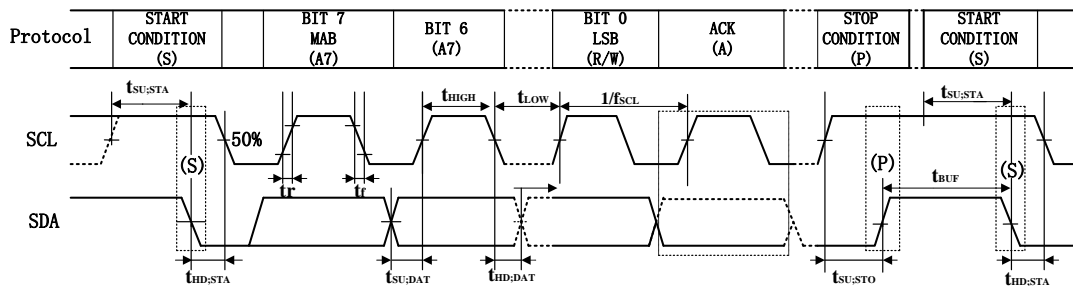 Protocol
START
CONDITION
(S)
BIT 7
MAB
(A7)
BIT 6
(A7)
BIT 0
LSB
(R/W)
ACK
(A)
STOP
CONDITION
(P)
START
CONDITION
(S)
tSU;STA
tHIGH
tLOW
1/fSCL
tSU;STA
SCL
50%
(S)
(P)
(S)
tr
tf
tBUF
SDA
tHD;STA
tSU;DAT
tHD;DAT
tSU;STO
tHD;STA